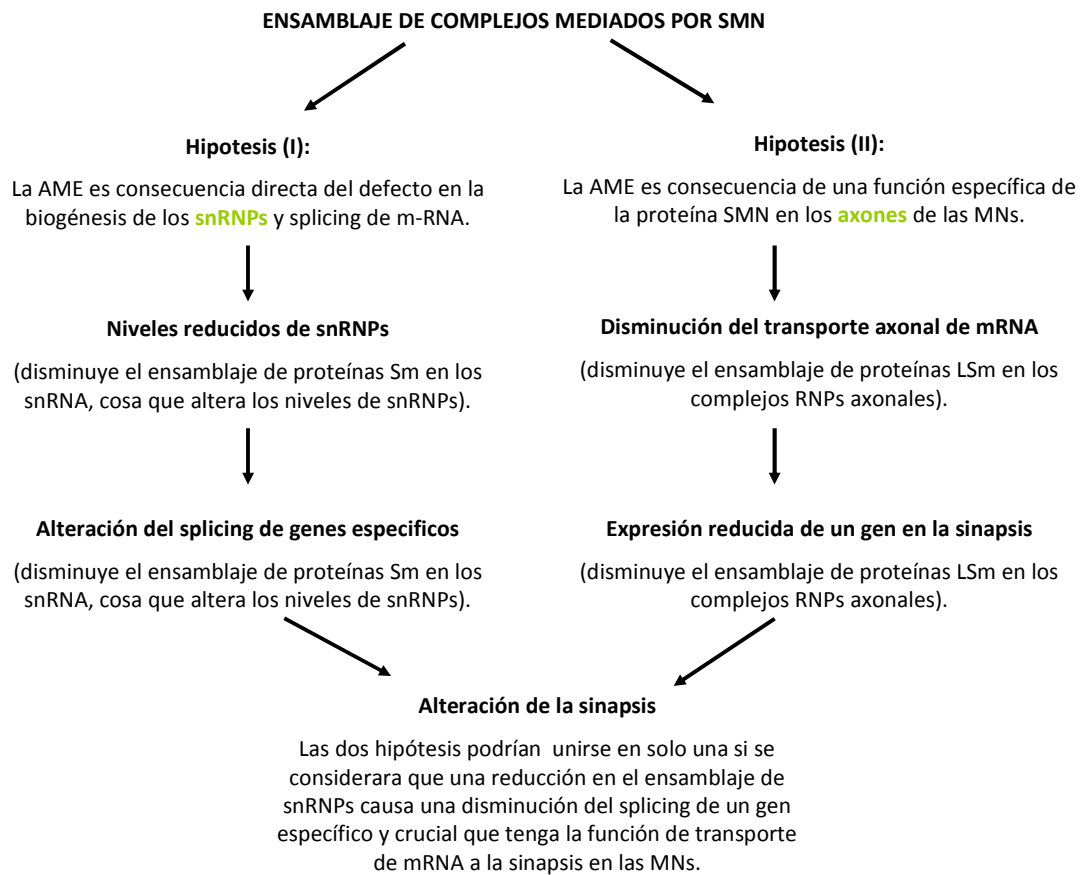 ENSAMBLAJE DE COMPLEJOS MEDIADOS POR SMN
Hipotesis (I):
La AME es consecuencia directa del defecto en la
biogénesis de los snRNPs y splicing de m-RNA.
Niveles reducidos de snRNPs
(disminuye el ensamblaje de proteínas Sm en los
snRNA, cosa que altera los niveles de snRNPs).
Alteración del splicing de genes especificos
(disminuye el ensamblaje de proteínas Sm en los
snRNA, cosa que altera los niveles de snRNPs).
Hipotesis (II):
La AME es consecuencia de una función específica de
la proteína SMN en los axones de las MNs.
Disminución del transporte axonal de mRNA
(disminuye el ensamblaje de proteínas LSm en los
complejos RNPs axonales).
Expresión reducida de un gen en la sinapsis
(disminuye el ensamblaje de proteínas LSm en los
complejos RNPs axonales).
Alteración de la sinapsis
Las dos hipótesis podrían unirse en solo una si se
considerara que una reducción en el ensamblaje de
snRNPs causa una disminución del splicing de un gen
específico y crucial que tenga la función de transporte
de mRNA a la sinapsis en las MNs.